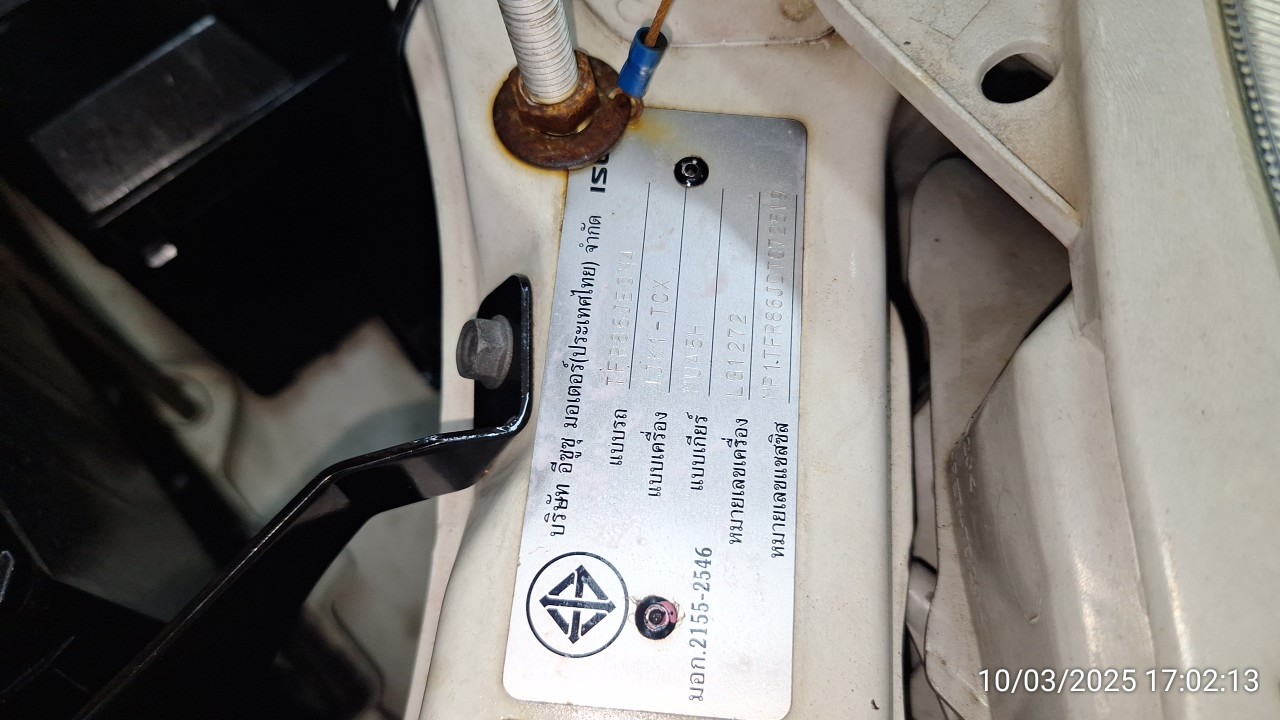 บริษัท อีซูซุ มอเตอร์(ประเทศไทย) จำกัด
แบบรถ
แบบเครื่อง 4JK1-TCX
แบบเกียร์ MUA5H
หมายเลขเครื่อง LG1272
หมายเลขแชสซิส
มอก.2155-2546
10/03/2025 17:02:13